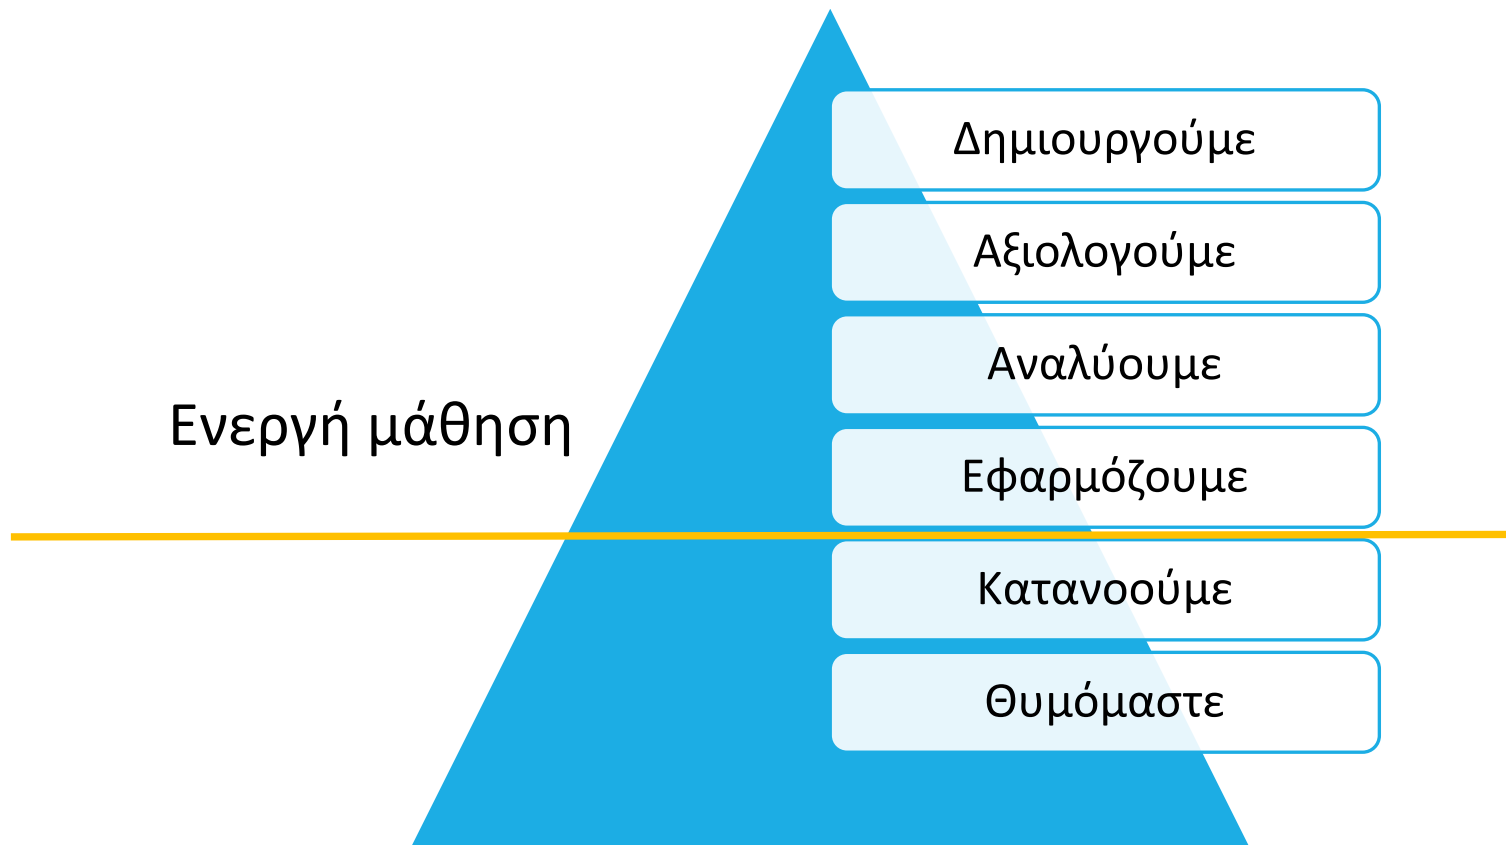 Δημιουργούμε
Αξιολογούμε
Αναλύουμε
Ενεργή μάθηση
Εφαρμόζουμε
Κατανοούμε
Θυμόμαστε